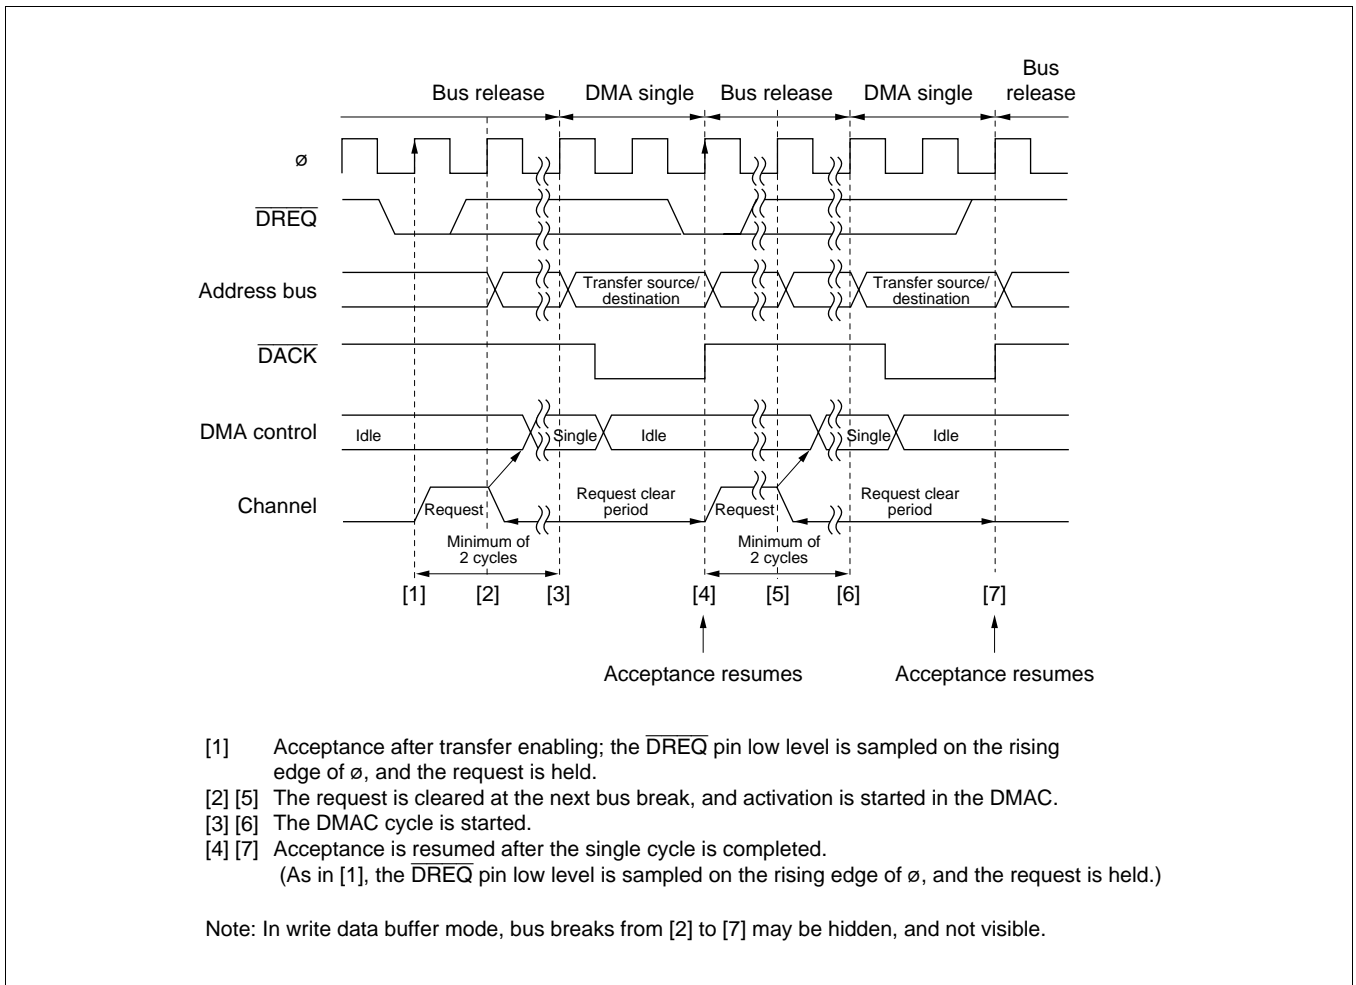 Bus
Bus release DMA single Bus release DMA single release
ø
DREQ
Address bus
Transfer source/ Transfer source/
destination destination
DACK
DMA control
Idle Single Idle Single Idle
Channel
Request Request clear Request Request clear
period period
Minimum of Minimum of
2 cycles 2 cycles
[1] [2] [3] [4] [5] [6] [7]
Acceptance resumes Acceptance resumes
[1] Acceptance after transfer enabling; the DREQ pin low level is sampled on the rising
edge of ø, and the request is held.
[2] [5] The request is cleared at the next bus break, and activation is started in the DMAC.
[3] [6] The DMAC cycle is started.
[4] [7] Acceptance is resumed after the single cycle is completed.
(As in [1], the DREQ pin low level is sampled on the rising edge of ø, and the request is held.)
Note: In write data buffer mode, bus breaks from [2] to [7] may be hidden, and not visible.